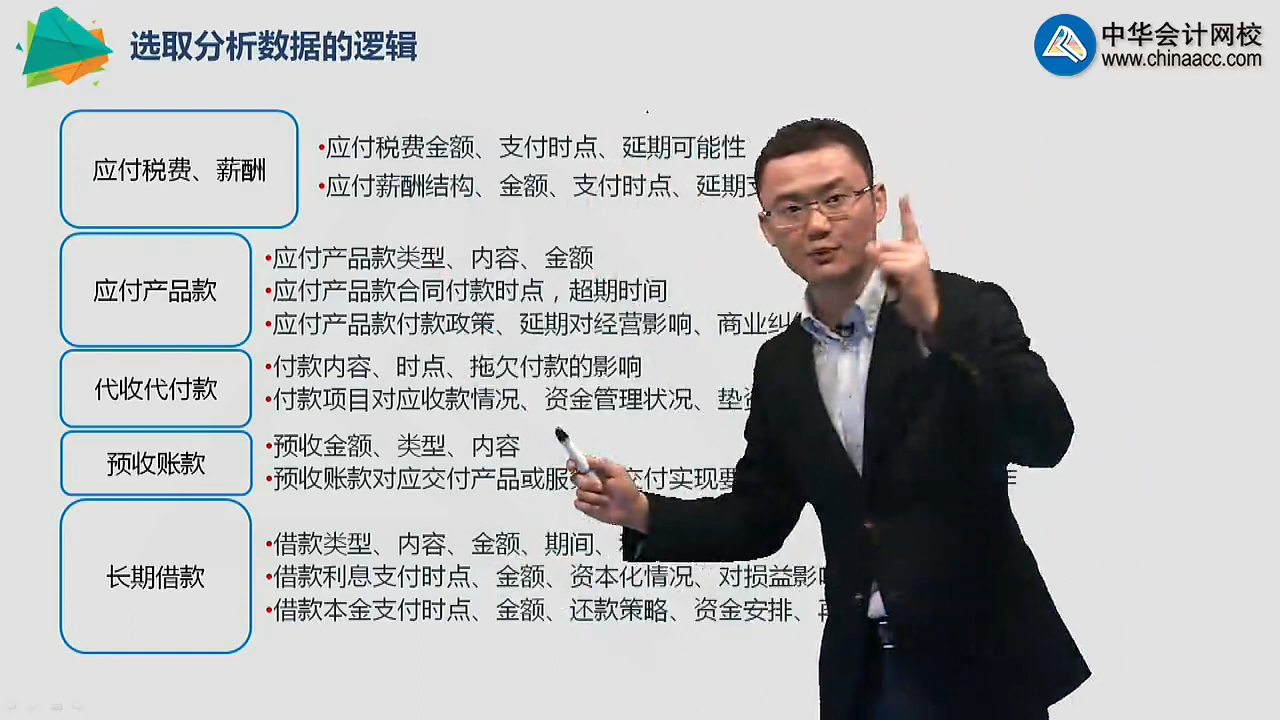 选取分析数据的逻辑
中华会计网校
www.chinaacc.com
应付税费、薪酬
•应付税费金额、支付时点、延期可能性
•应付薪酬结构、金额、支付时点、延期
应付产品款
•应付产品款类型、内容、金额
•应付产品款合同付款时点，超期时间
•应付产品款付款政策、延期对经营影响、商业纠
代收代付款
•付款内容、时点、拖欠付款的影响
•付款项目对应收款情况、资金管理状况、垫
预收账款
•预收金额、类型、内容
•预收账款对应交付产品或服 交付实现要
长期借款
•借款类型、内容、金额、期间、
•借款利息支付时点、金额、资本化情况、对损益影
•借款本金支付时点、金额、还款策略、资金安排、